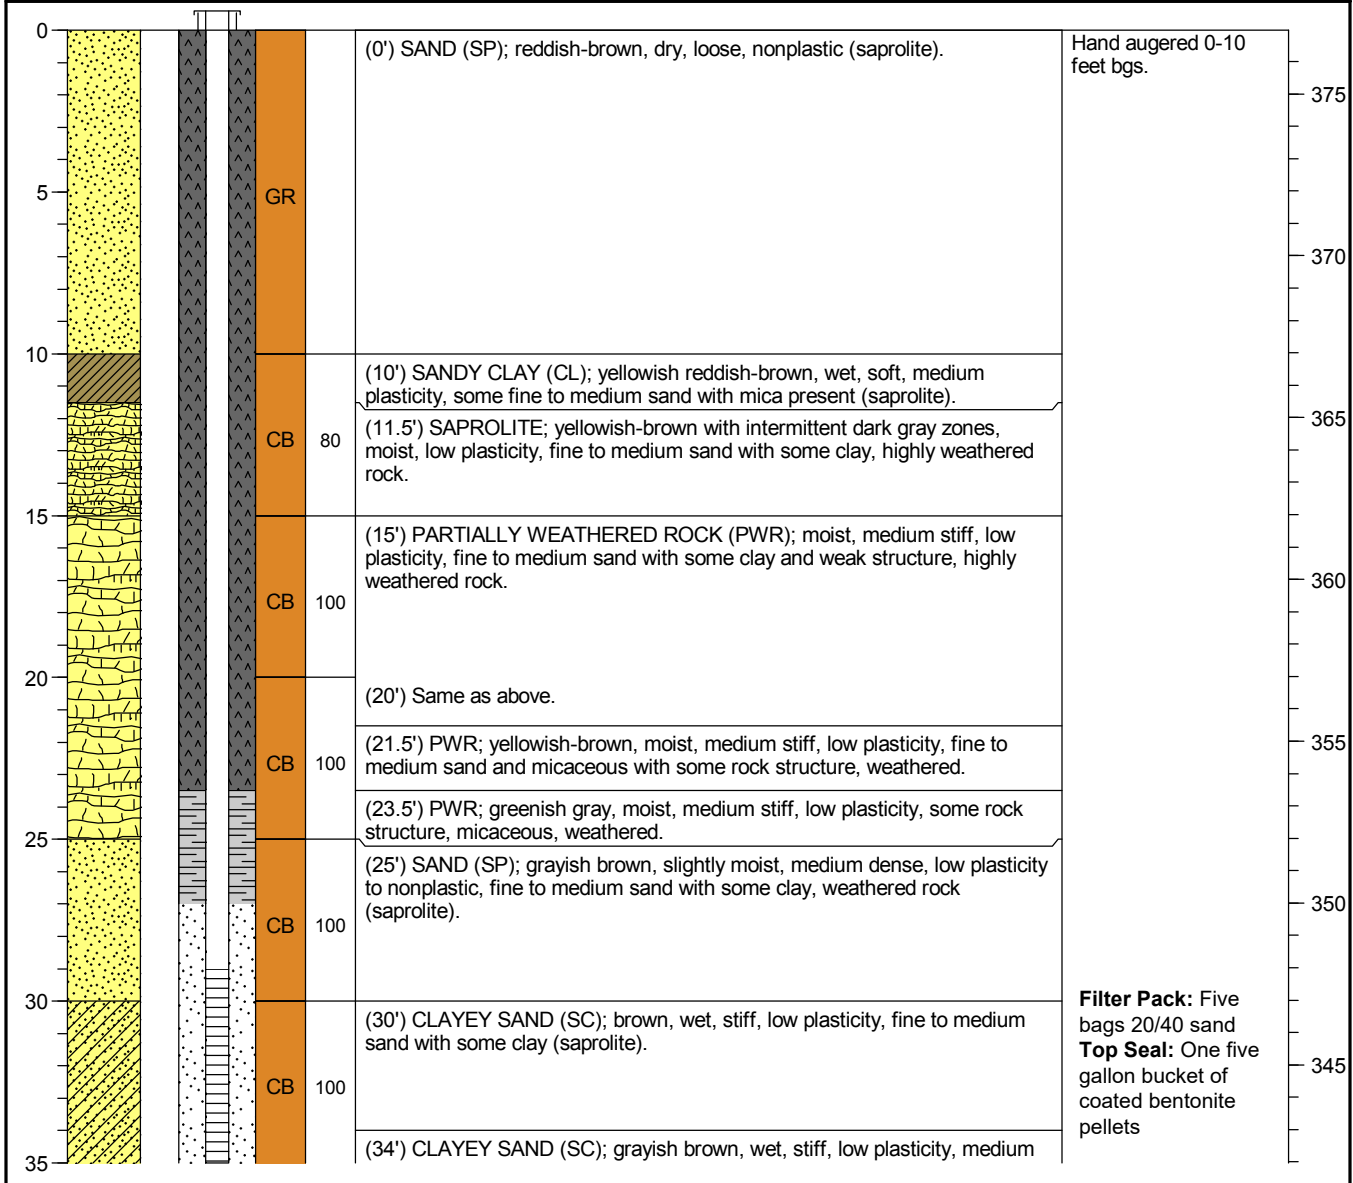 0
5
10
15
20
25
30
35
GR
CB
80
CB
100
CB
100
CB
100
CB
100
(0') SAND (SP); reddish-brown, dry, loose, nonplastic (saprolite).
(10') SANDY CLAY (CL); yellowish reddish-brown, wet, soft, medium
plasticity, some fine to medium sand with mica present (saprolite).
(11.5') SAPROLITE; yellowish-brown with intermittent dark gray zones,
moist, low plasticity, fine to medium sand with some clay, highly weathered
rock.
(15') PARTIALLY WEATHERED ROCK (PWR); moist, medium stiff, low
plasticity, fine to medium sand with some clay and weak structure, highly
weathered rock.
(20') Same as above.
(21.5') PWR; yellowish-brown, moist, medium stiff, low plasticity, fine to
medium sand and micaceous with some rock structure, weathered.
(23.5') PWR; greenish gray, moist, medium stiff, low plasticity, some rock
structure, micaceous, weathered.
(25') SAND (SP); grayish brown, slightly moist, medium dense, low plasticity
to nonplastic, fine to medium sand with some clay, weathered rock
(saprolite).
(30') CLAYEY SAND (SC); brown, wet, stiff, low plasticity, fine to medium
sand with some clay (saprolite).
(34') CLAYEY SAND (SC); grayish brown, wet, stiff, low plasticity, medium
Hand augered 0-10
feet bgs.
Filter Pack: Five
bags 20/40 sand
Top Seal: One five
gallon bucket of
coated bentonite
pellets
375
370
365
360
355
350
345